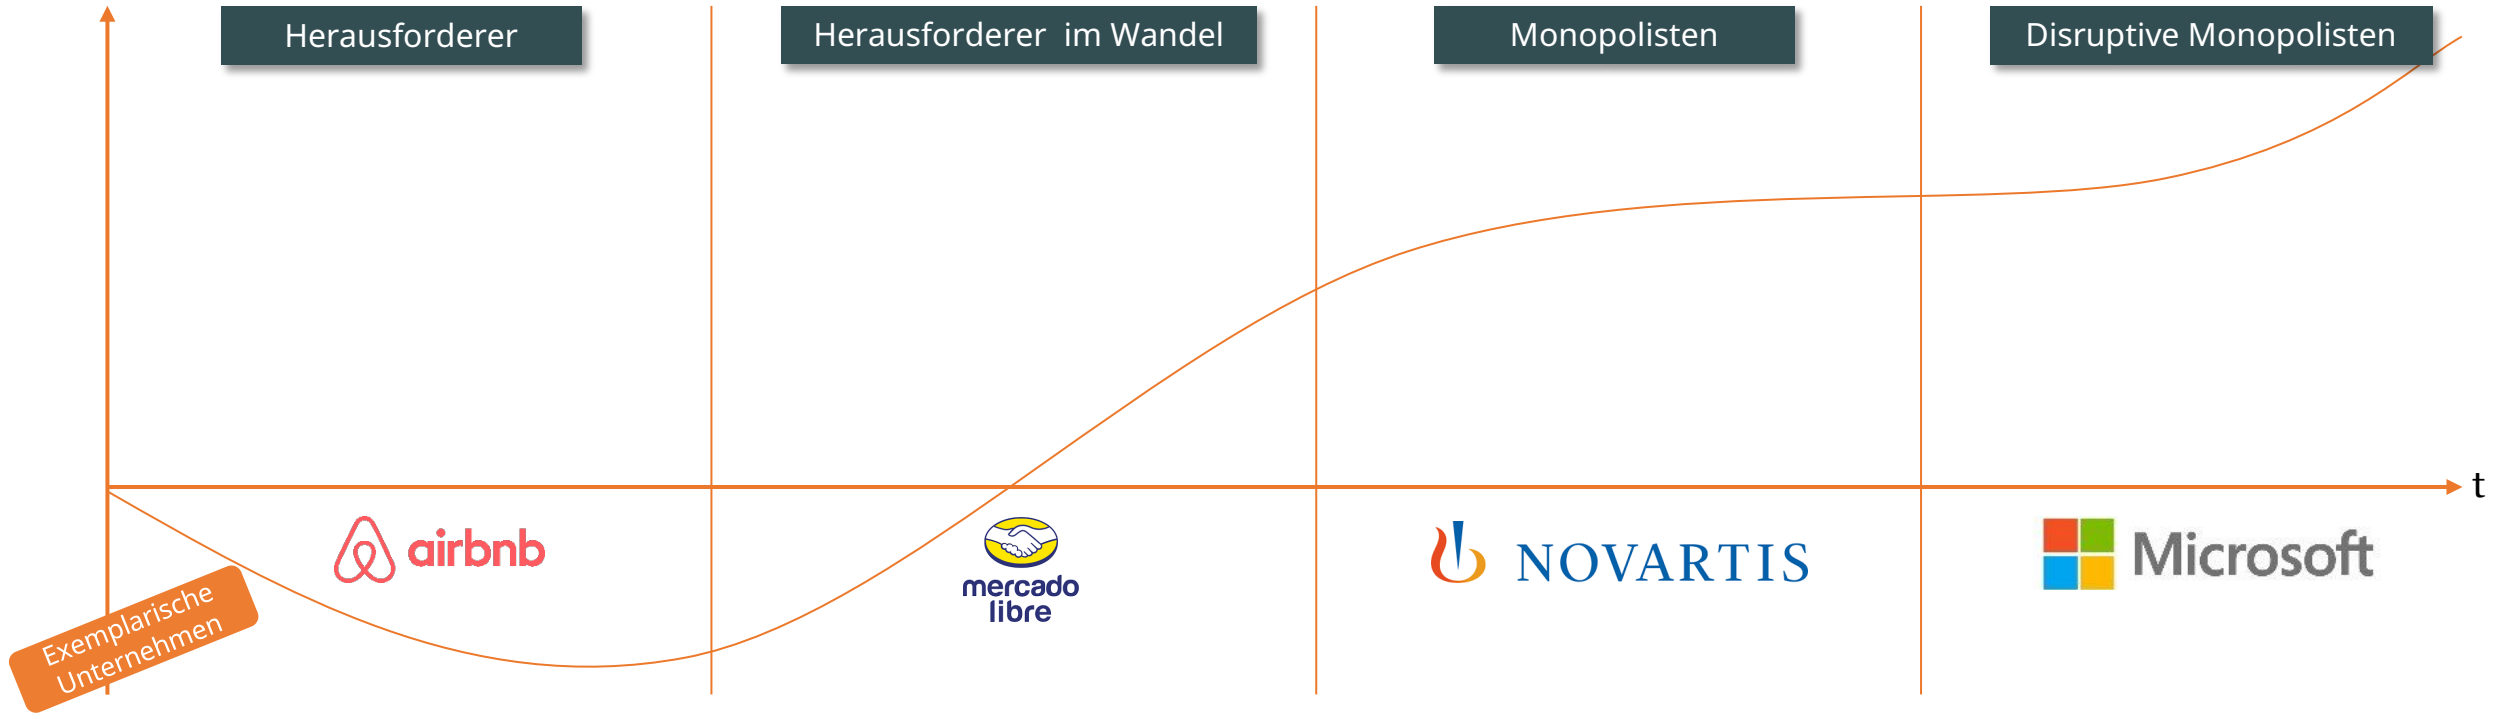 Herausforderer
Herausforderer im Wandel
Monopolisten
Disruptive Monopolisten
t
airbnb
mercado
libre
NOVARTIS
Microsoft
Exemplarische
Unternehmen